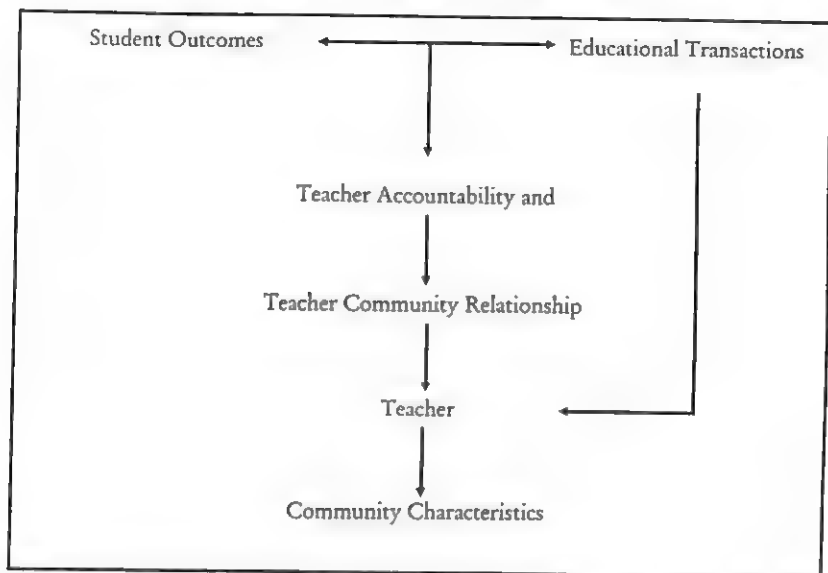 Student Outcomes
Educational Transactions
Teacher Accountability and
Teacher Community Relationship
Teacher
Community Characteristics